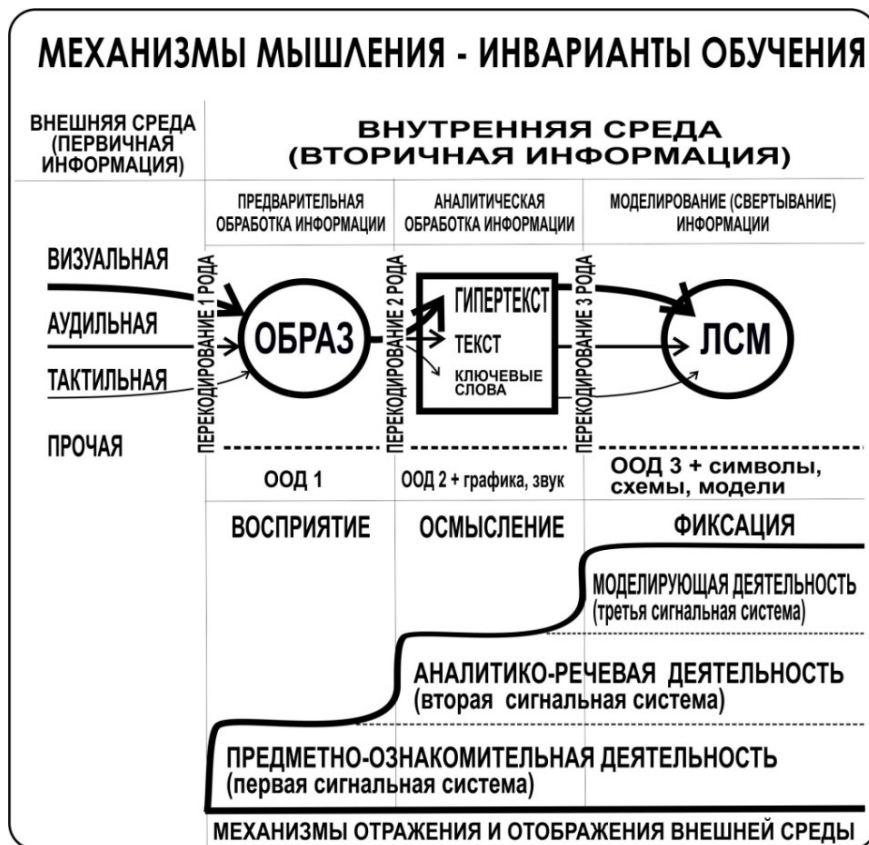 МЕХАНИЗМЫ МЫШЛЕНИЯ - ИНВАРИАНТЫ ОБУЧЕНИЯ
ВНЕШНЯЯ СРЕДА
(ПЕРВИЧНАЯ
ИНФОРМАЦИЯ)
ВНУТРЕННЯЯ СРЕДА
(ВТОРИЧНАЯ ИНФОРМАЦИЯ)
ПРЕДВАРИТЕЛЬНАЯ
ОБРАБОТКА ИНФОРМАЦИИ
АНАЛИТИЧЕСКАЯ
ОБРАБОТКА ИНФОРМАЦИИ
МОДЕЛИРОВАНИЕ (СВЕРТЫВАНИЕ)
ИНФОРМАЦИИ
ВИЗУАЛЬНАЯ
АУДИЛЬНАЯ
ТАКТИЛЬНАЯ
ПРОЧАЯ
ПЕРЕКОДИРОВАНИЕ 1 РОДА
ОБРАЗ
ПЕРЕКОДИРОВАНИЕ 2 РОДА
ГИПЕРТЕКСТ
ТЕКСТ
КЛЮЧЕВЫЕ
СЛОВА
ПЕРЕКОДИРОВАНИЕ 3 РОДА
ЛСМ
ООД 1
ООД 2 + графика, звук
ООД 3 + символы,
схемы, модели
ВОСПРИЯТИЕ
ОСМЫСЛЕНИЕ
ФИКСАЦИЯ
МОДЕЛИРУЮЩАЯ ДЕЯТЕЛЬНОСТЬ
(третья сигнальная система)
АНАЛИТИКО-РЕЧЕВАЯ ДЕЯТЕЛЬНОСТЬ
(вторая сигнальная система)
ПРЕДМЕТНО-ОЗНАКОМИТЕЛЬНАЯ ДЕЯТЕЛЬНОСТЬ
(первая сигнальная система)
МЕХАНИЗМЫ ОТРАЖЕНИЯ И ОТОБРАЖЕНИЯ ВНЕШНЕЙ СРЕДЫ